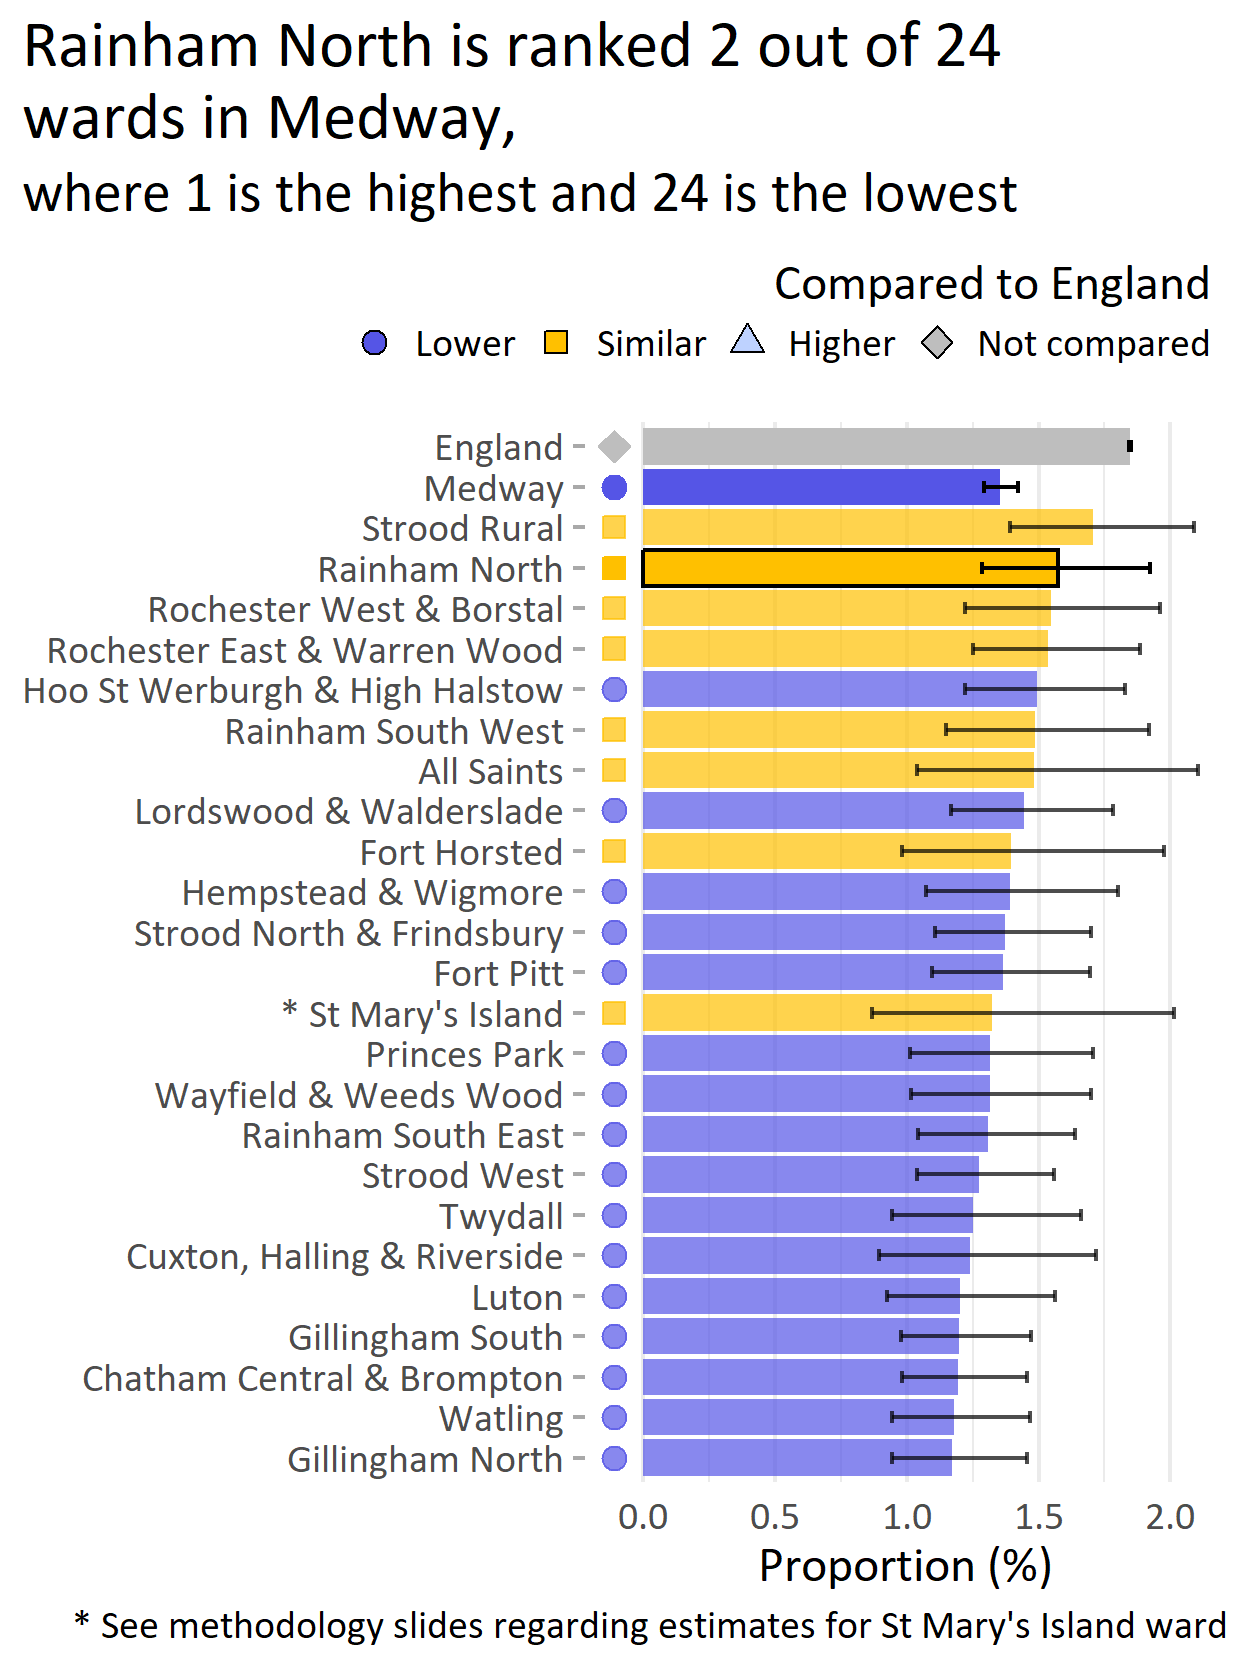 Rainham North is ranked 2 out of 24
wards in Medway,
where 1 is the highest and 24 is the lowest
Compared to England
Lower Similar Higher Not compared
England
Medway
Strood Rural
Rainham North
Rochester West & Borstal
Rochester East & Warren Wood
Hoo St Werburgh & High Halstow
Rainham South West
All Saints
Lordswood & Walderslade
Fort Horsted
Hempstead & Wigmore
Strood North & Frindsbury
Fort Pitt
* St Mary's Island
Princes Park
Wayfield & Weeds Wood
Rainham South East
Strood West
Twydall
Cuxton, Halling & Riverside
Luton
Gillingham South
Chatham Central & Brompton
Watling
Gillingham North
0.0 0.5 1.0 1.5 2.0
Proportion (%)
* See methodology slides regarding estimates for St Mary's Island ward